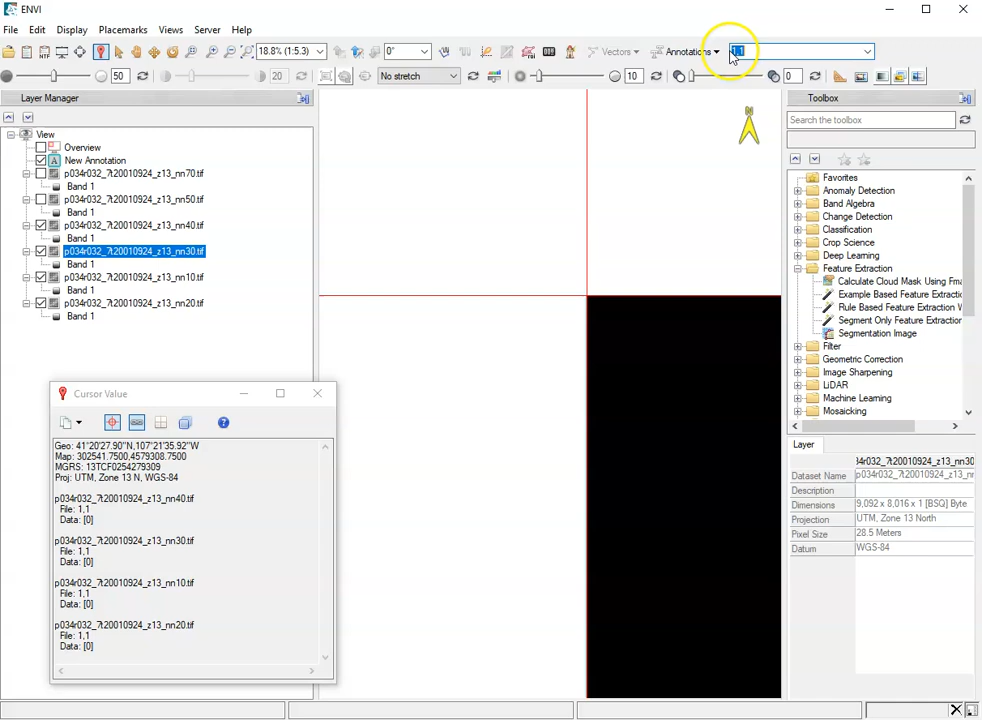 ENVI
File Edit Display Placemarks Views Server Help
18.8% (1:5.3) 0° Vectors Annotations 1,1
50 20 No stretch 10 0
Layer Manager
View
Overview
New Annotation
p034r032_7t20010924_z13_nn70.tif
Band 1
p034r032_7t20010924_z13_nn50.tif
Band 1
p034r032_7t20010924_z13_nn40.tif
Band 1
p034r032_7t20010924_z13_nn30.tif
Band 1
p034r032_7t20010924_z13_nn10.tif
Band 1
p034r032_7t20010924_z13_nn20.tif
Band 1
Cursor Value
Geo: 41°20'27.90"N,107°21'35.92"W
Map: 302541.7500,4579308.7500
MGRS: 13TCF0254279309
Proj: UTM, Zone 13 N, WGS-84
p034r032_7t20010924_z13_nn40.tif
File: 1,1
Data: [0]
p034r032_7t20010924_z13_nn30.tif
File: 1,1
Data: [0]
p034r032_7t20010924_z13_nn10.tif
File: 1,1
Data: [0]
p034r032_7t20010924_z13_nn20.tif
File: 1,1
Data: [0]
N
Toolbox
Search the toolbox
Favorites
Anomaly Detection
Band Algebra
Change Detection
Classification
Crop Science
Deep Learning
Feature Extraction
Calculate Cloud Mask Using Fma
Example Based Feature Extractio
Rule Based Feature Extraction W
Segment Only Feature Extraction
Segmentation Image
Filter
Geometric Correction
Image Sharpening
LiDAR
Machine Learning
Mosaicking
Layer
34r032_7t20010924_z13_nn30
Dataset Name p034r032_7t20010924_z13_nn
Description
Dimensions 9,092 x 8,016 x 1 [BSQ] Byte
Projection UTM, Zone 13 North
Pixel Size 28.5 Meters
Datum WGS-84